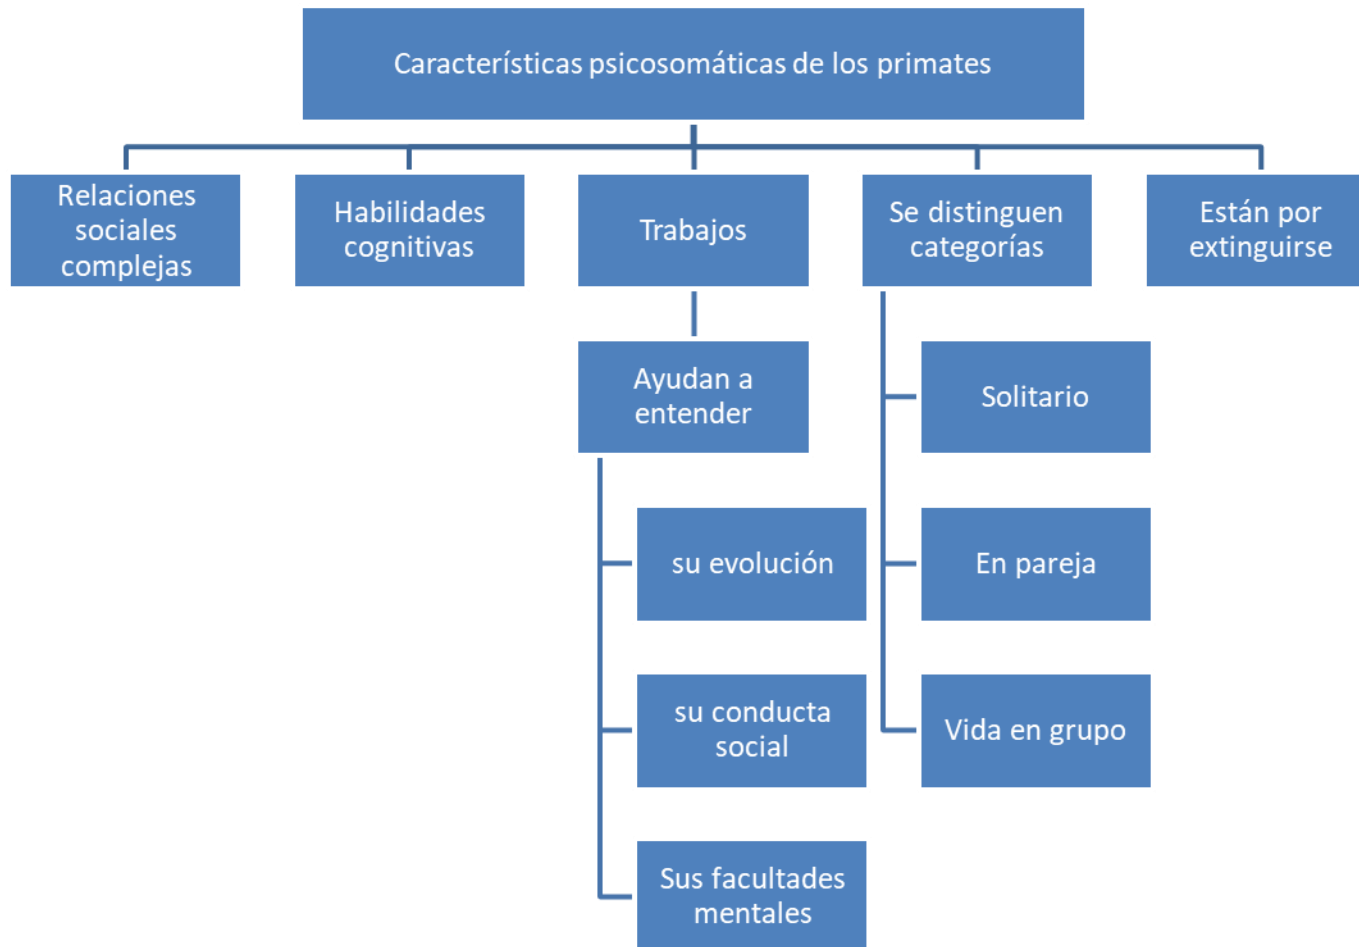 Características psicosomáticas de los primates
Relaciones
sociales
complejas
Habilidades
cognitivas
Trabajos
Ayudan a
entender
su evolución
su conducta
social
Sus facultades
mentales
Se distinguen
categorías
Solitario
En pareja
Vida en grupo
Están por
extinguirse